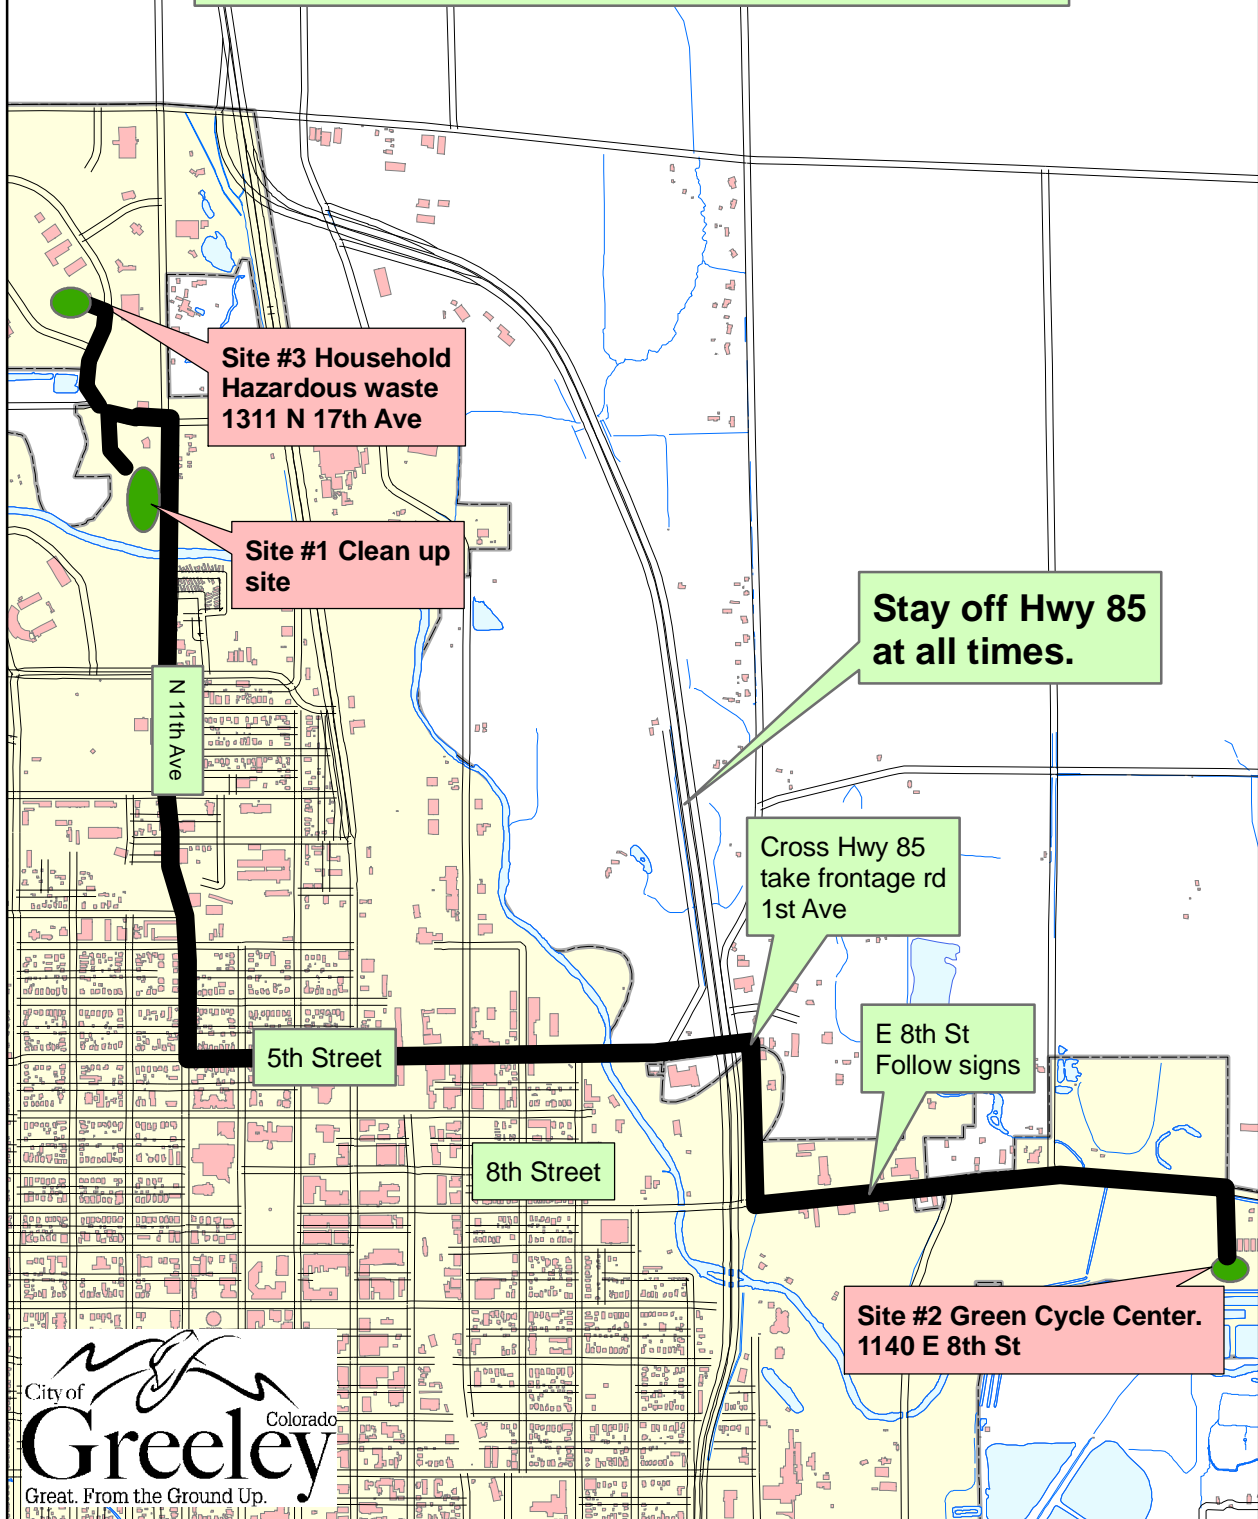 Site #3 Household
Hazardous waste
1311 N 17th Ave
Site #1 Clean up
site
Stay off Hwy 85
at all times.
N 11th Ave
Cross Hwy 85
take frontage rd
1st Ave
E 8th St
Follow signs
5th Street
8th Street
Site #2 Green Cycle Center.
1140 E 8th St
City of
Greeley
Colorado
Great. From the Ground Up.